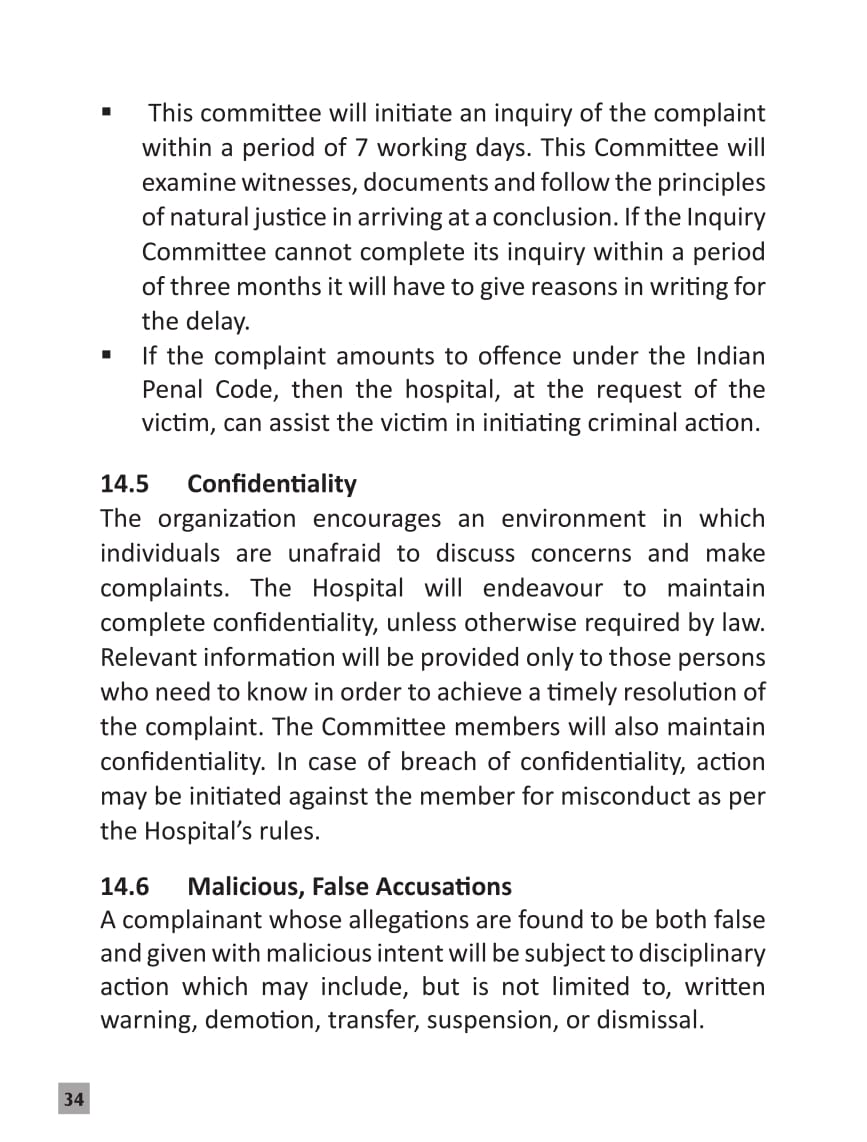 ▪ This committee will initiate an inquiry of the complaint
within a period of 7 working days. This Committee will
examine witnesses, documents and follow the principles
of natural justice in arriving at a conclusion. If the Inquiry
Committee cannot complete its inquiry within a period
of three months it will have to give reasons in writing for
the delay.
▪ If the complaint amounts to offence under the Indian
Penal Code, then the hospital, at the request of the
victim, can assist the victim in initiating criminal action.
14.5 Confidentiality
The organization encourages an environment in which
individuals are unafraid to discuss concerns and make
complaints. The Hospital will endeavour to maintain
complete confidentiality, unless otherwise required by law.
Relevant information will be provided only to those persons
who need to know in order to achieve a timely resolution of
the complaint. The Committee members will also maintain
confidentiality. In case of breach of confidentiality, action
may be initiated against the member for misconduct as per
the Hospital’s rules.
14.6 Malicious, False Accusations
A complainant whose allegations are found to be both false
and given with malicious intent will be subject to disciplinary
action which may include, but is not limited to, written
warning, demotion, transfer, suspension, or dismissal.
34